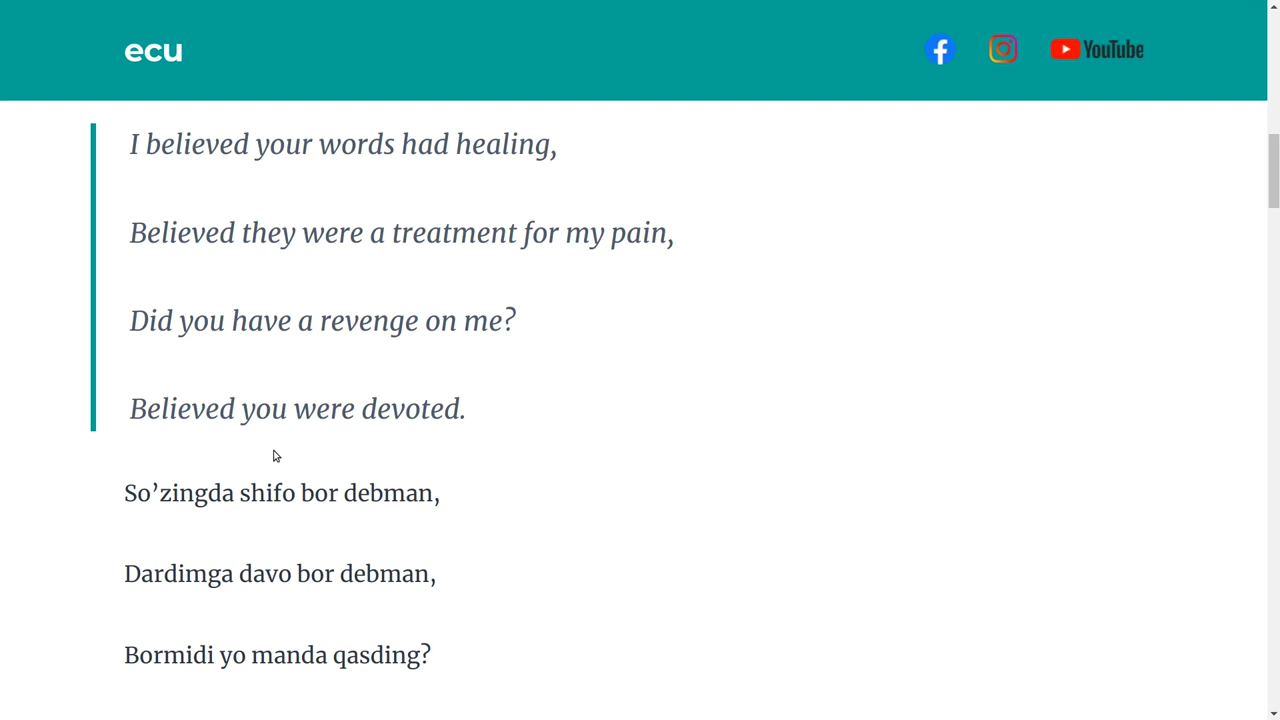 ecu
YouTube
I believed your words had healing,
Believed they were a treatment for my pain,
Did you have a revenge on me?
Believed you were devoted.
So’zingda shifo bor debman,
Dardimga davo bor debman,
Bormidi yo manda qasding?